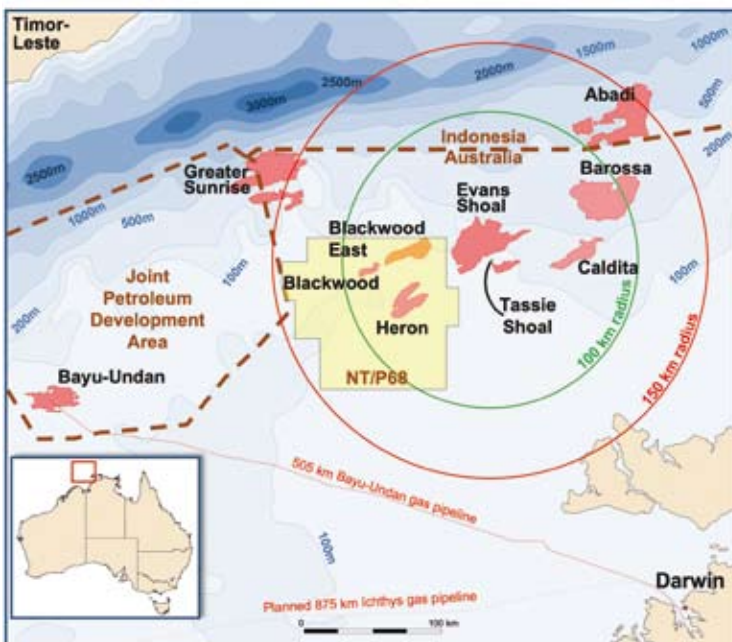 Timor-
Leste
1000m
1500m
2000m
2500m
3000m
500m
200m
2500m
Abadi
Indonesia
Australia
Greater
Sunrise
Barossa
Evans
Shoal
1000m
500m
Blackwood
East
100m
Blackwood
Caldita
100m
Joint
Petroleum
Development
Area
Tassie
Shoal
Heron
200m
100 km radius
150 km radius
NT/P68
Bayu-Undan
505 km Bayu-Undan gas pipeline
100m
Darwin
Planned 875 km Ichthys gas pipeline
0
100 km